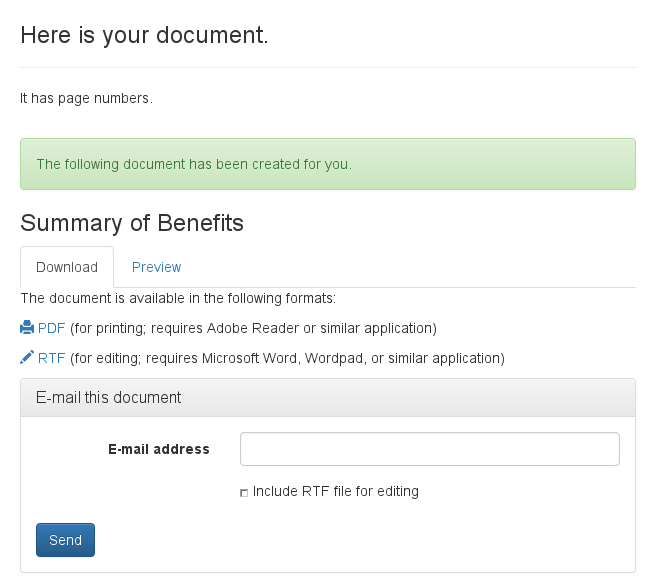 Here is your document.
It has page numbers.
The following document has been created for you.
Summary of Benefits
Download Preview
The document is available in the following formats:
PDF (for printing; requires Adobe Reader or similar application)
RTF (for editing; requires Microsoft Word, Wordpad, or similar application)
E-mail this document
E-mail address
Include RTF file for editing
Send